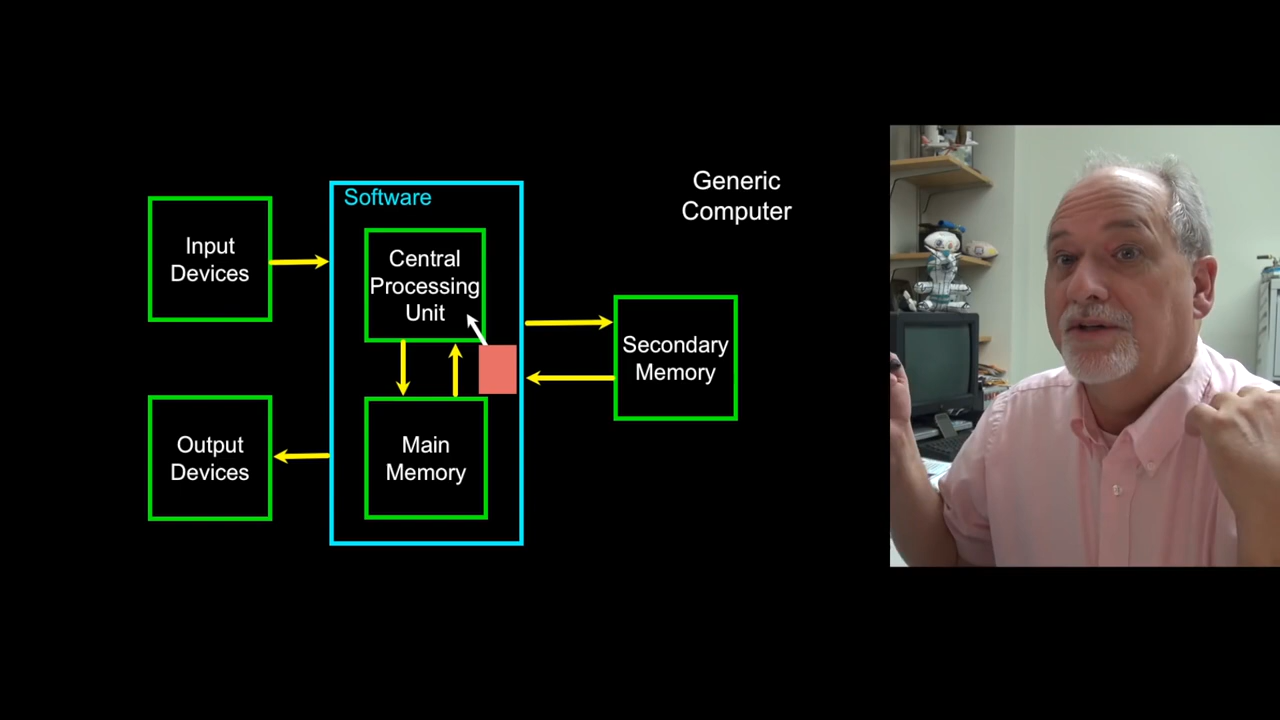 Generic
Computer
Software
Input
Devices
Central
Processing
Unit
Secondary
Memory
Output
Devices
Main
Memory